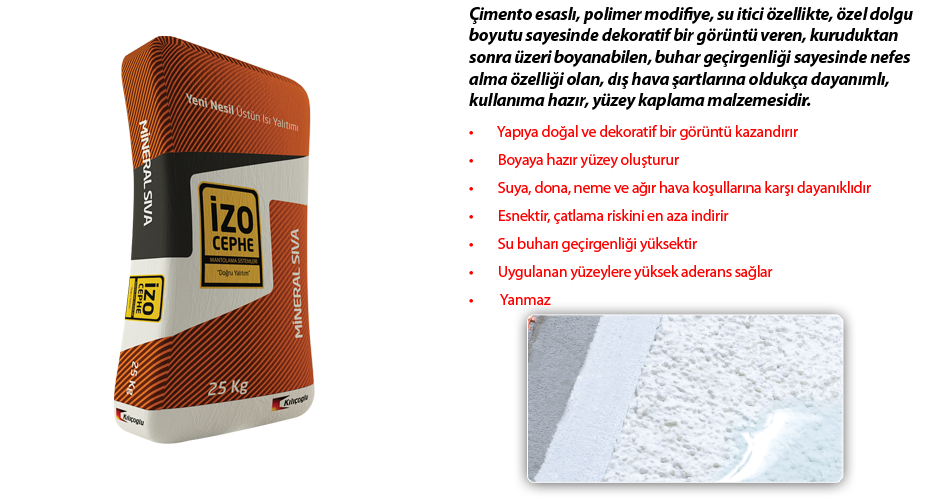 Yeni Nesil Üstün Isı Yalıtımı
MİNERAL SIVA
İZO
CEPHE
MANTOLAMA SİSTEMLERİ
"Doğru Yalıtım"
MİNERAL SIVA
İZO
CEPHE
25 Kg
25 Kg
Kılıçoglu
Kılıçoglu
Çimento esaslı, polimer modifiye, su itici özellikte, özel dolgu
boyutu sayesinde dekoratif bir görüntü veren, kuruduktan
sonra üzeri boyanabilen, buhar geçirgenliği sayesinde nefes
alma özelliği olan, dış hava şartlarına oldukça dayanımlı,
kullanıma hazır, yüzey kaplama malzemesidir.
• Yapıya doğal ve dekoratif bir görüntü kazandırır
• Boyaya hazır yüzey oluşturur
• Suya, dona, neme ve ağır hava koşullarına karşı dayanıklıdır
• Esnektir, çatlama riskini en aza indirir
• Su buharı geçirgenliği yüksektir
• Uygulanan yüzeylere yüksek aderans sağlar
• Yanmaz